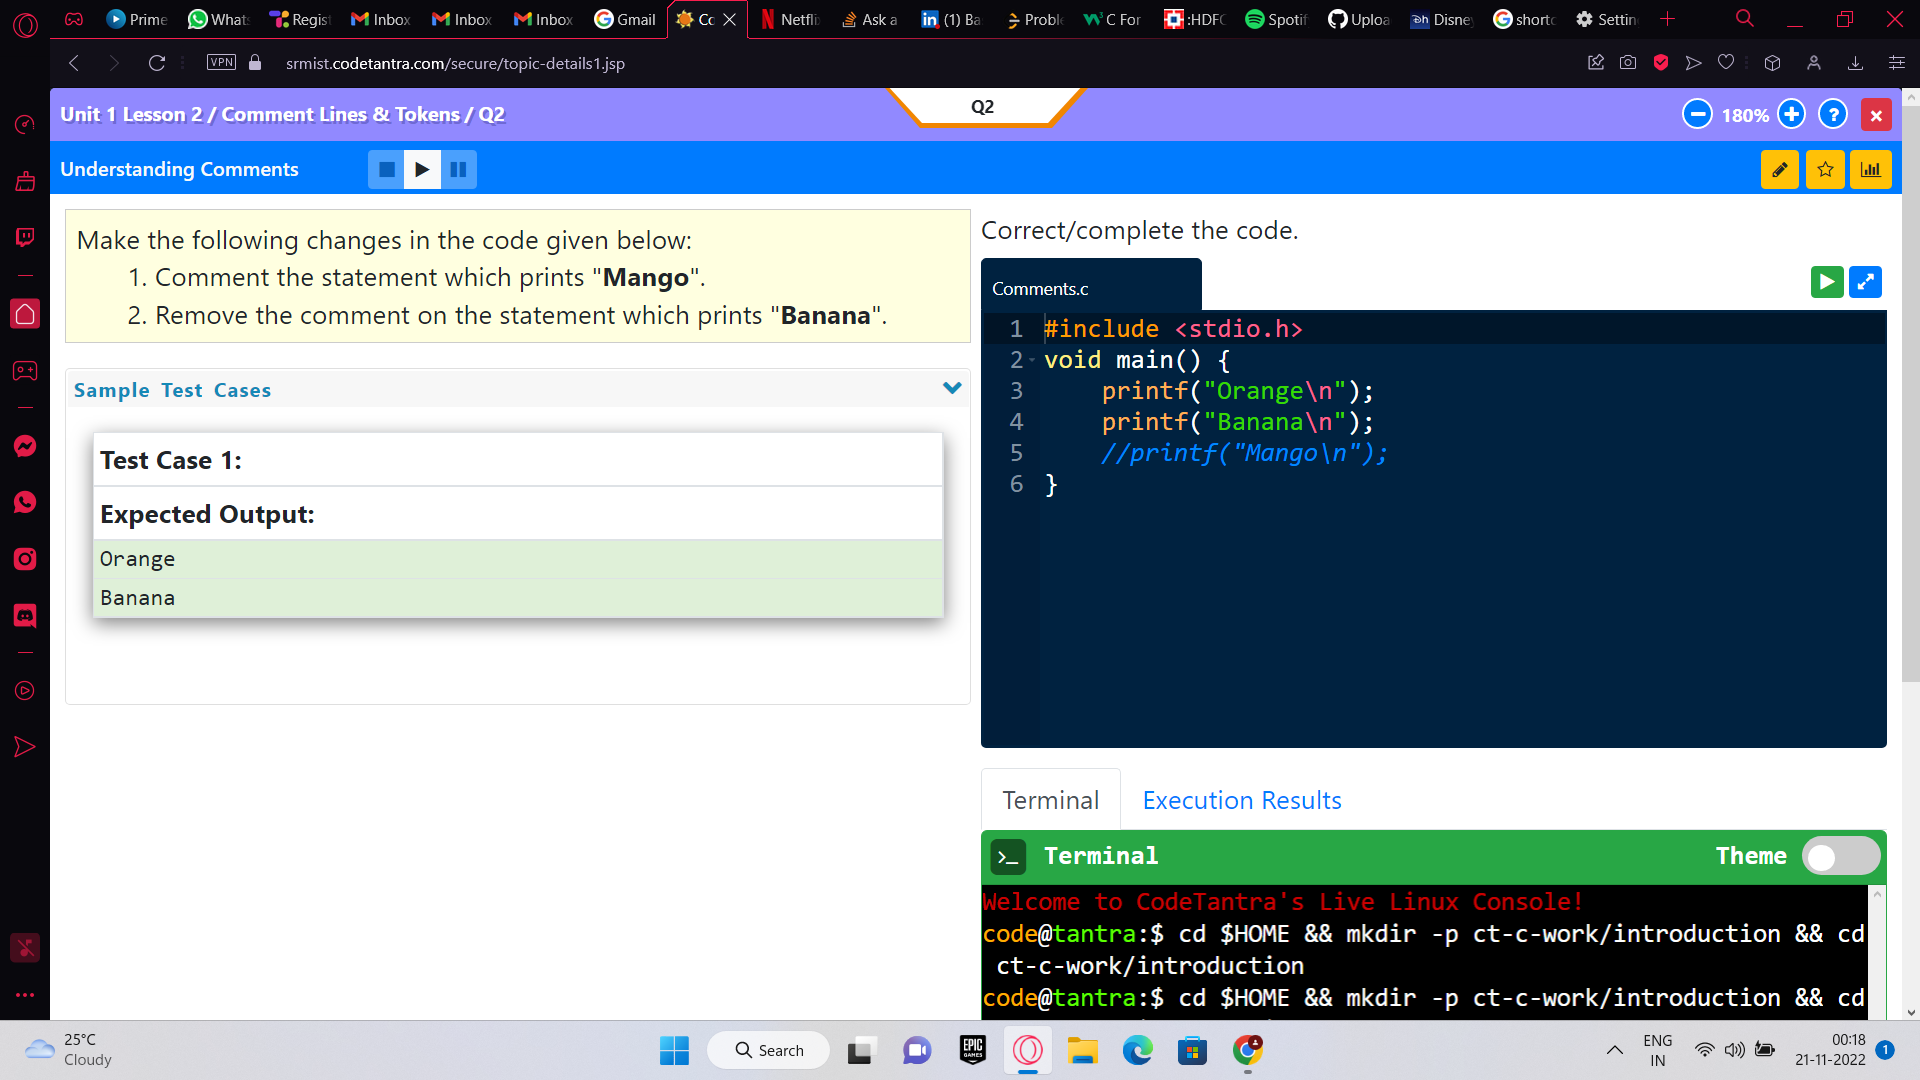 Prime
Whats
Regist
Inbox
Inbox
Inbox
Gmail
Co
Netfli
Ask a
(1) Ba
Proble
C For
:HDFC
Spotif
Uploa
Disne
shortc
Settin
VPN
srmist.codetantra.com/secure/topic-details1.jsp
Unit 1 Lesson 2 / Comment Lines & Tokens / Q2
Q2
180%
Understanding Comments
Make the following changes in the code given below:
1. Comment the statement which prints "Mango".
2. Remove the comment on the statement which prints "Banana".
Sample Test Cases
Test Case 1:
Expected Output:
Orange
Banana
Correct/complete the code.
Comments.c
1 #include <stdio.h>
2 void main() {
3 printf("Orange\n");
4 printf("Banana\n");
5 //printf("Mango\n");
6 }
Terminal
Execution Results
>_ Terminal
Theme
Welcome to CodeTantra's Live Linux Console!
code@tantra:$ cd $HOME && mkdir -p ct-c-work/introduction && cd
ct-c-work/introduction
code@tantra:$ cd $HOME && mkdir -p ct-c-work/introduction && cd
25°C
Cloudy
Search
EPIC
GAMES
ENG
IN
00:18
21-11-2022
1